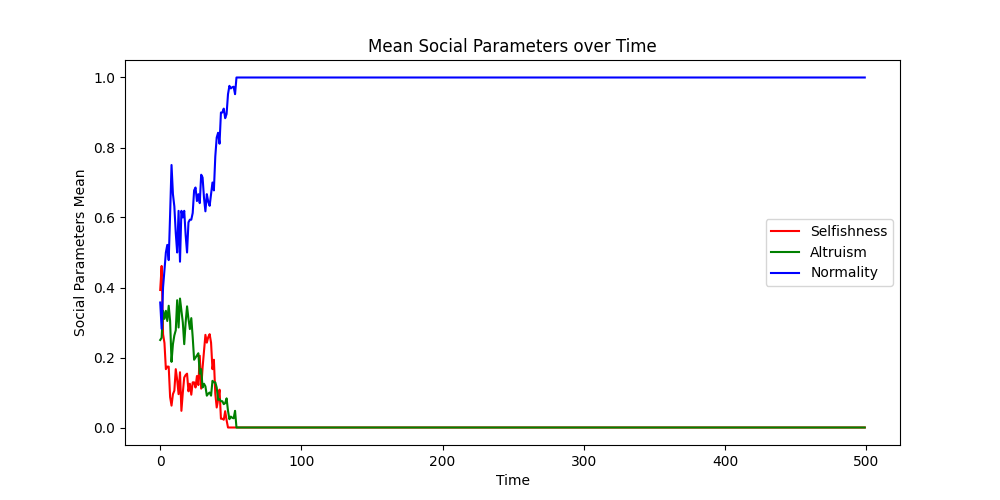 Mean Social Parameters over Time
Social Parameters Mean
1.0
0.8
0.6
0.4
0.2
0.0
Selfishness
Altruism
Normality
0 100 200 300 400 500
Time